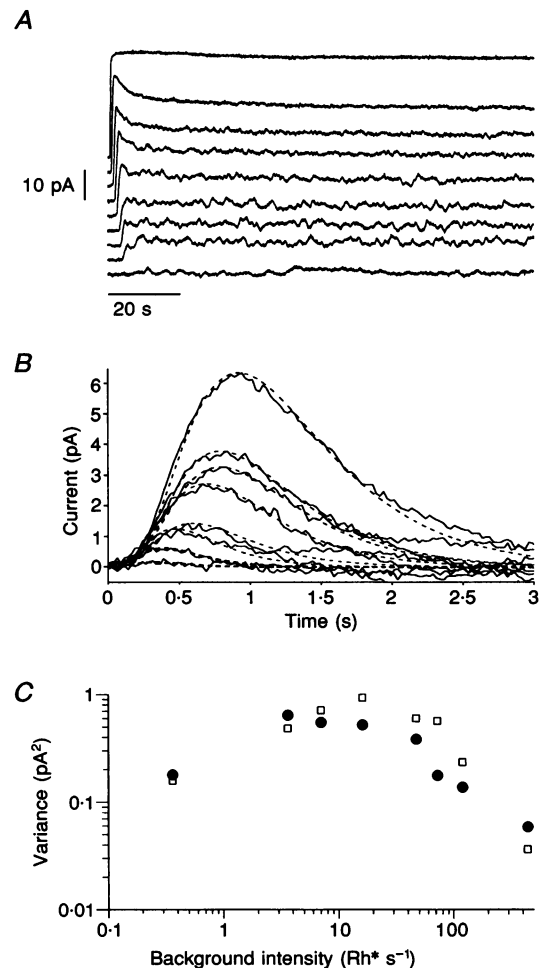 A
10 pA
20 s
B
Current (pA)
6
5
4
3
2
1
0
0
0·5
1
1·5
2
2·5
3
Time (s)
C
Variance (pA²)
1
0·1
0·01
0·1
1
10
100
Background intensity (Rh* s⁻¹)